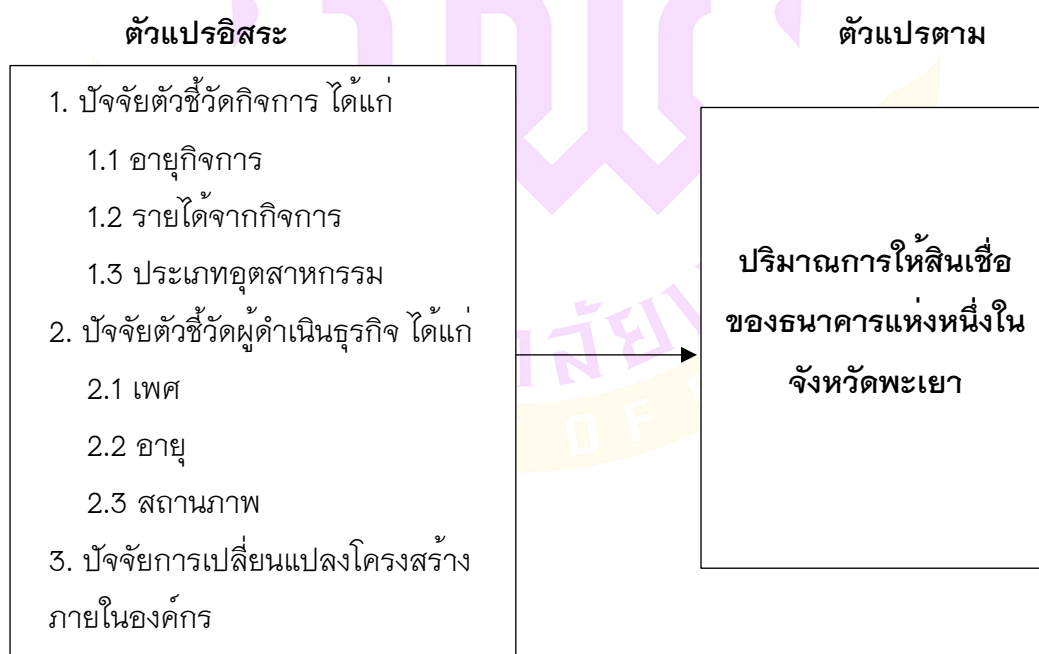 ตัวแปรอิสระ
ตัวแปรตาม
1. ปัจจัยตัวชี้วัดกิจการ ได้แก่
1.1 อายุกิจการ
1.2 รายได้จากกิจการ
1.3 ประเภทอุตสาหกรรม
2. ปัจจัยตัวชี้วัดผู้ดำเนินธุรกิจ ได้แก่
2.1 เพศ
2.2 อายุ
2.3 สถานภาพ
3. ปัจจัยการเปลี่ยนแปลงโครงสร้าง
ภายในองค์กร
ปริมาณการให้สินเชื่อ
ของธนาคารแห่งหนึ่งใน
จังหวัดพะเยา
OF